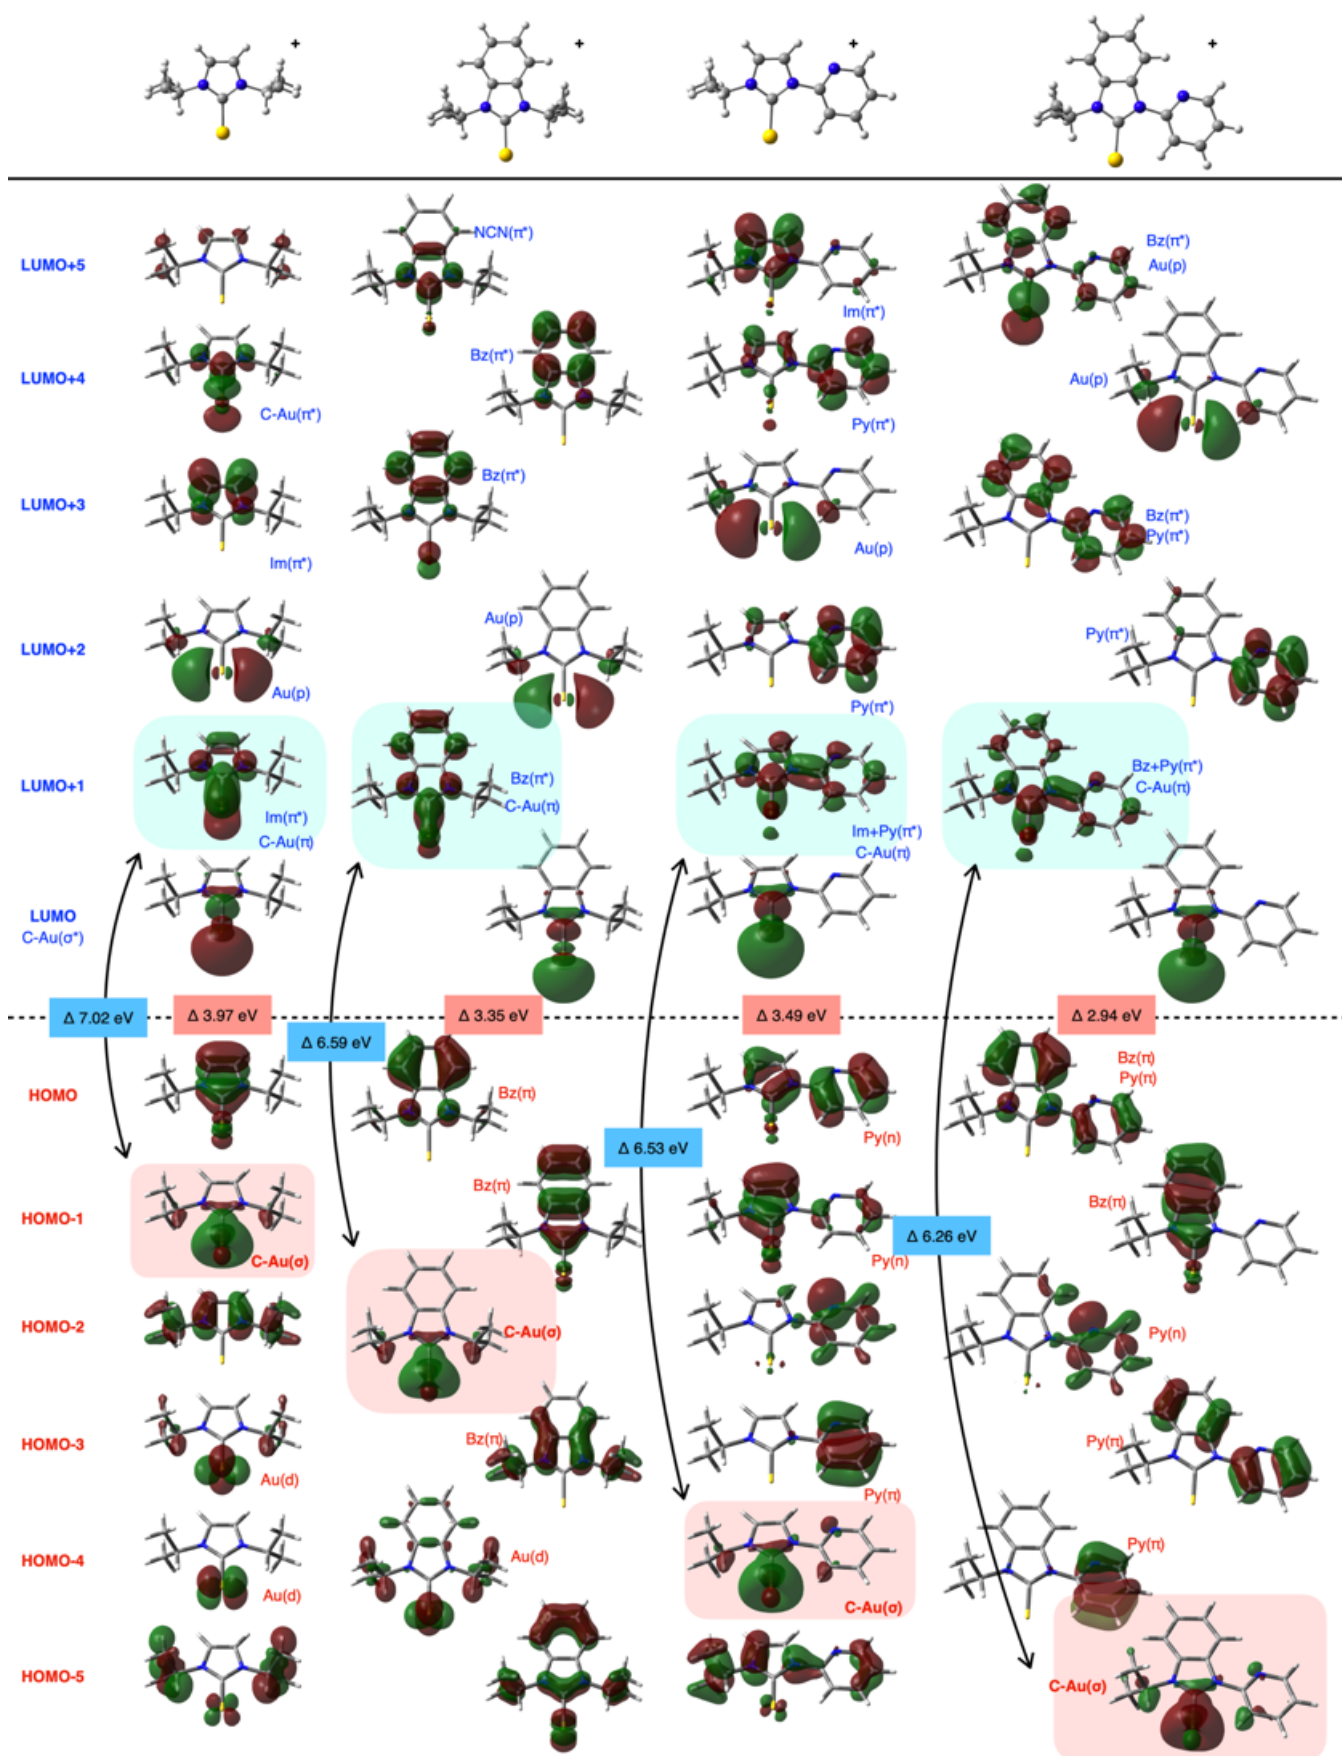 + + + +
LUMO+5
NCN(π*)
Im(π*)
Bz(π*)
Au(p)
LUMO+4
C-Au(π*)
Bz(π*)
Py(π*)
Au(p)
LUMO+3
Im(π*)
Bz(π*)
Au(p)
Bz(π*)
Py(π*)
LUMO+2
Au(p)
Au(p)
Py(π*)
Py(π*)
LUMO+1
Im(π*)
C-Au(π)
Bz(π*)
C-Au(π)
Im+Py(π*)
C-Au(π)
Bz+Py(π*)
C-Au(π)
LUMO
C-Au(σ*)
Δ 7.02 eV Δ 3.97 eV Δ 6.59 eV Δ 3.35 eV Δ 3.49 eV Δ 2.94 eV
HOMO
Bz(π)
Py(n)
Bz(π)
Py(π)
Δ 6.53 eV
HOMO-1
C-Au(σ)
Bz(π)
Py(n)
Bz(π)
Δ 6.26 eV
HOMO-2
C-Au(σ)
Py(n)
HOMO-3
Au(d)
Bz(π)
Py(π)
Py(π)
HOMO-4
Au(d)
Au(d)
C-Au(σ)
Py(π)
HOMO-5
C-Au(σ)